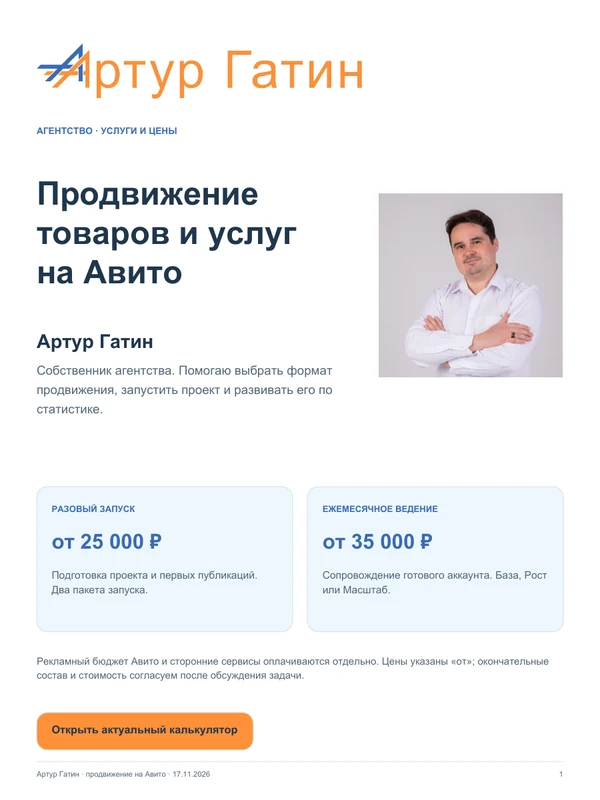 Артур Гатин
АГЕНТСТВО · УСЛУГИ И ЦЕНЫ
Продвижение
товаров и услуг
на Авито
Артур Гатин
Собственник агентства. Помогаю выбрать формат
продвижения, запустить проект и развивать его по
статистике.
РАЗОВЫЙ ЗАПУСК
от 25 000 ₽
Подготовка проекта и первых публикаций.
Два пакета запуска.
ЕЖЕМЕСЯЧНОЕ ВЕДЕНИЕ
от 35 000 ₽
Сопровождение готового аккаунта. База, Рост
или Масштаб.
Рекламный бюджет Авито и сторонние сервисы оплачиваются отдельно. Цены указаны «от»; окончательные
состав и стоимость согласуем после обсуждения задачи.
Открыть актуальный калькулятор
Артур Гатин · продвижение на Авито · 17.11.2026
1